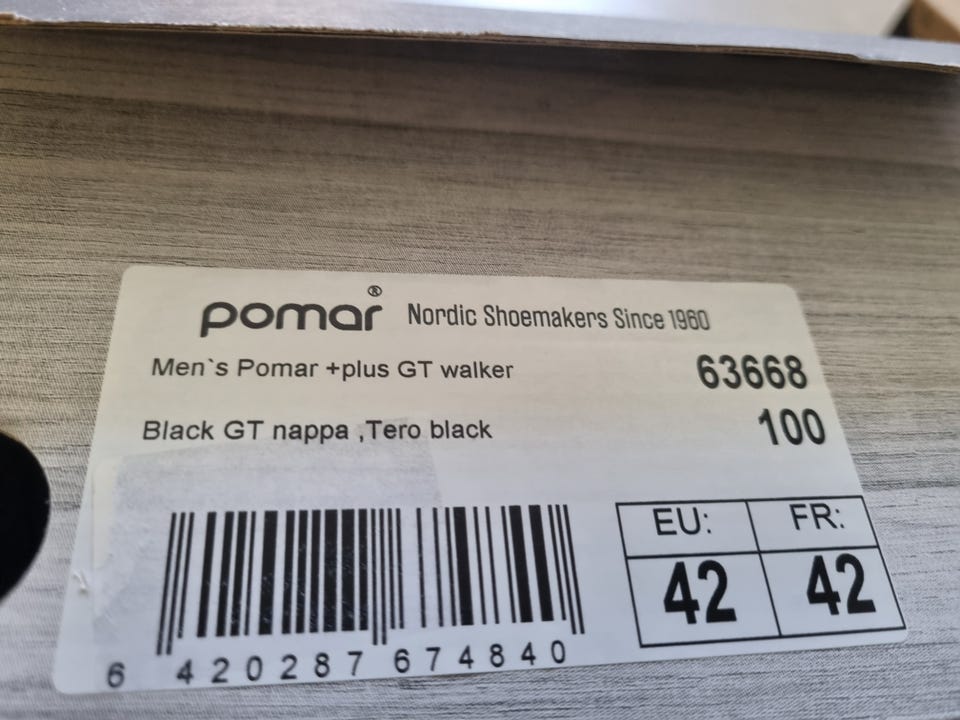 pomar® Nordic Shoemakers Since 1960
Men`s Pomar +plus GT walker 63668
Black GT nappa ,Tero black 100
EU: FR:
42 42
6 420287 674840